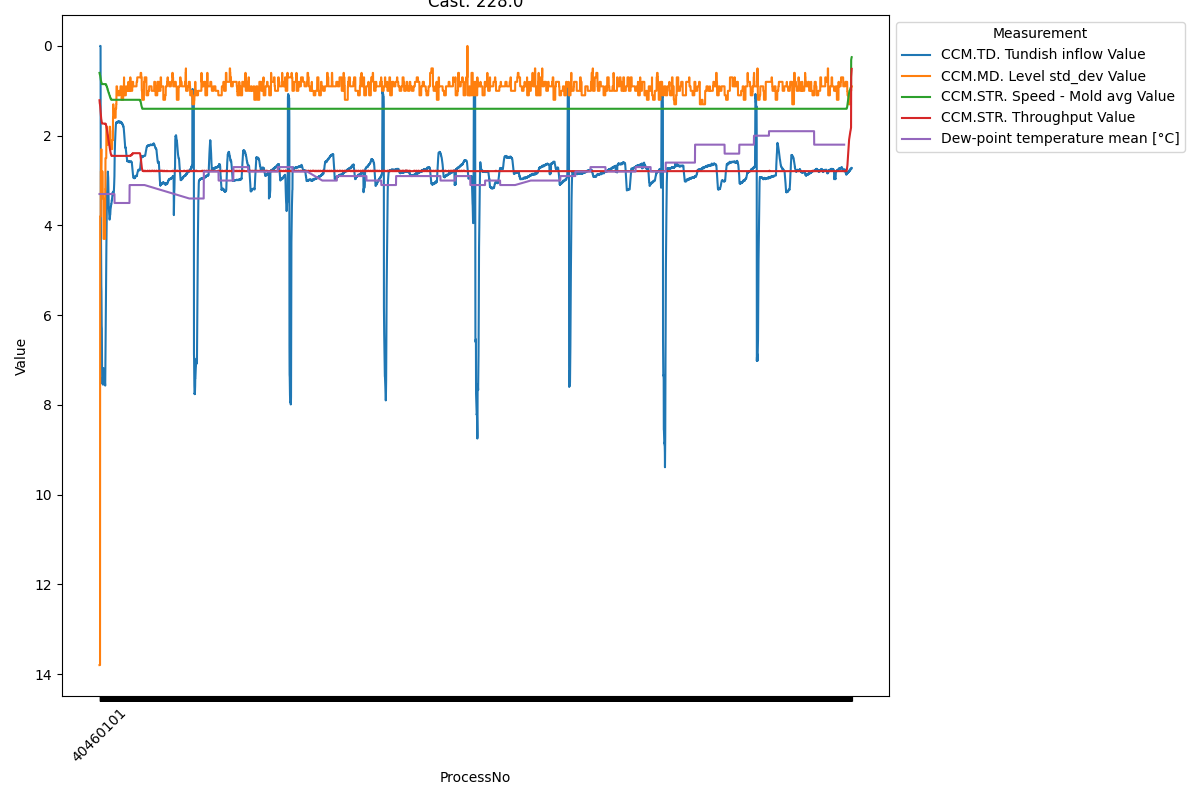 Cast: 228.0
Measurement
CCM.TD. Tundish inflow Value
CCM.MD. Level std_dev Value
CCM.STR. Speed - Mold avg Value
CCM.STR. Throughput Value
Dew-point temperature mean [°C]
0
2
4
6
8
10
12
14
Value
40460101
ProcessNo